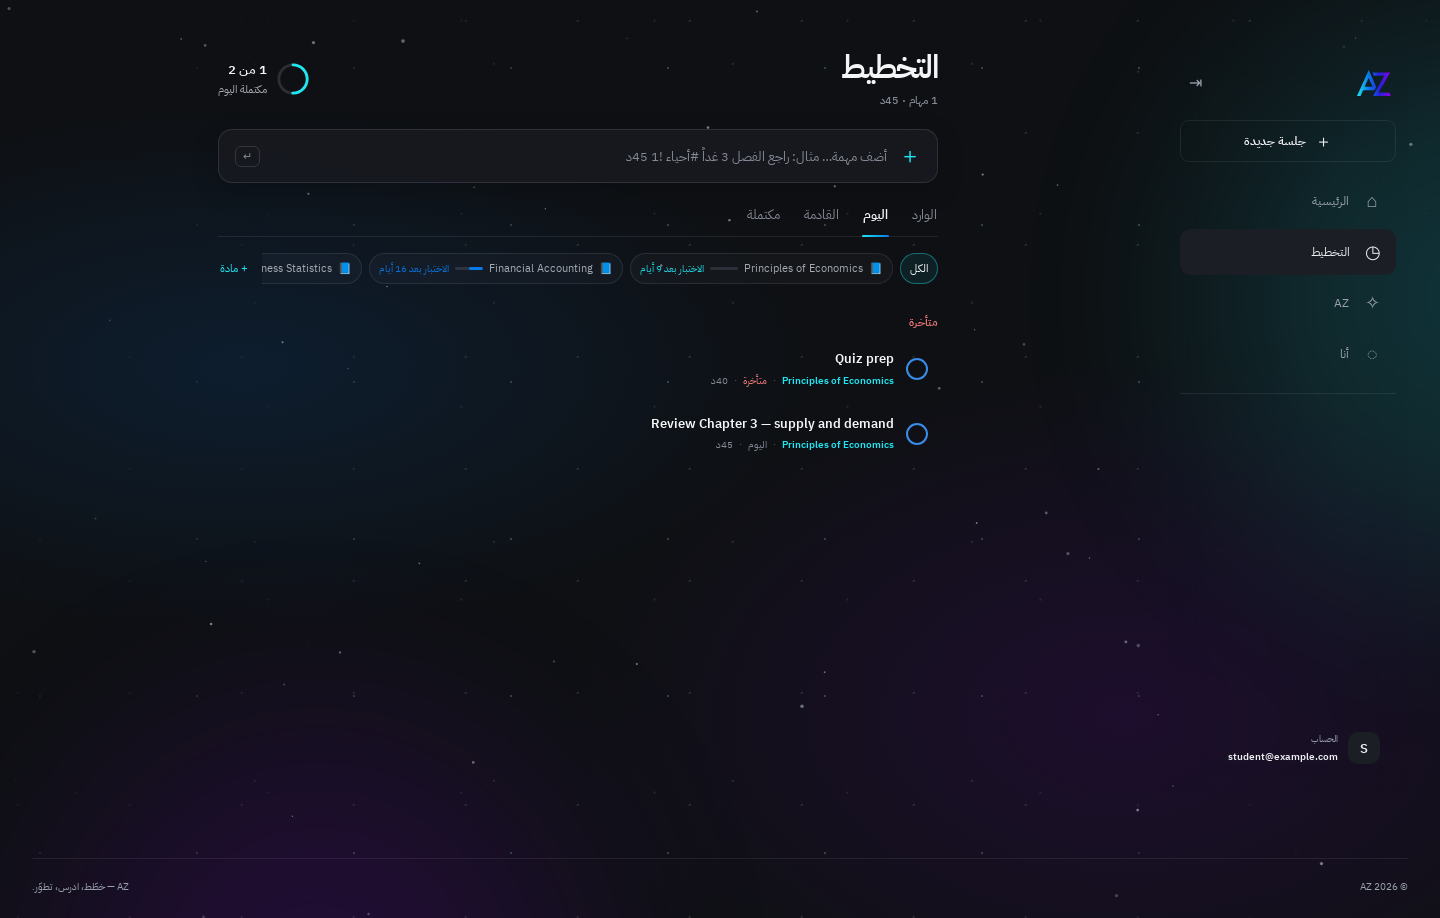 AZ
⇥
+ جلسة جديدة
الرئيسية
التخطيط
AZ
أنا
الحساب
student@example.com
S
التخطيط
1 مهام · 45د
1 من 2
مكتملة اليوم
+ أضف مهمة... مثال: راجع الفصل 3 غداً #أحياء !1 45د
↵
الوارد
اليوم
القادمة
مكتملة
الكل
Principles of Economics الاختبار بعد 9 أيام
Financial Accounting الاختبار بعد 16 أيام
ness Statistics
+ مادة
متأخرة
Quiz prep
Principles of Economics · متأخرة · 40د
Review Chapter 3 — supply and demand
Principles of Economics · اليوم · 45د
© 2026 AZ
AZ — خطّط، ادرس، تطوّر.